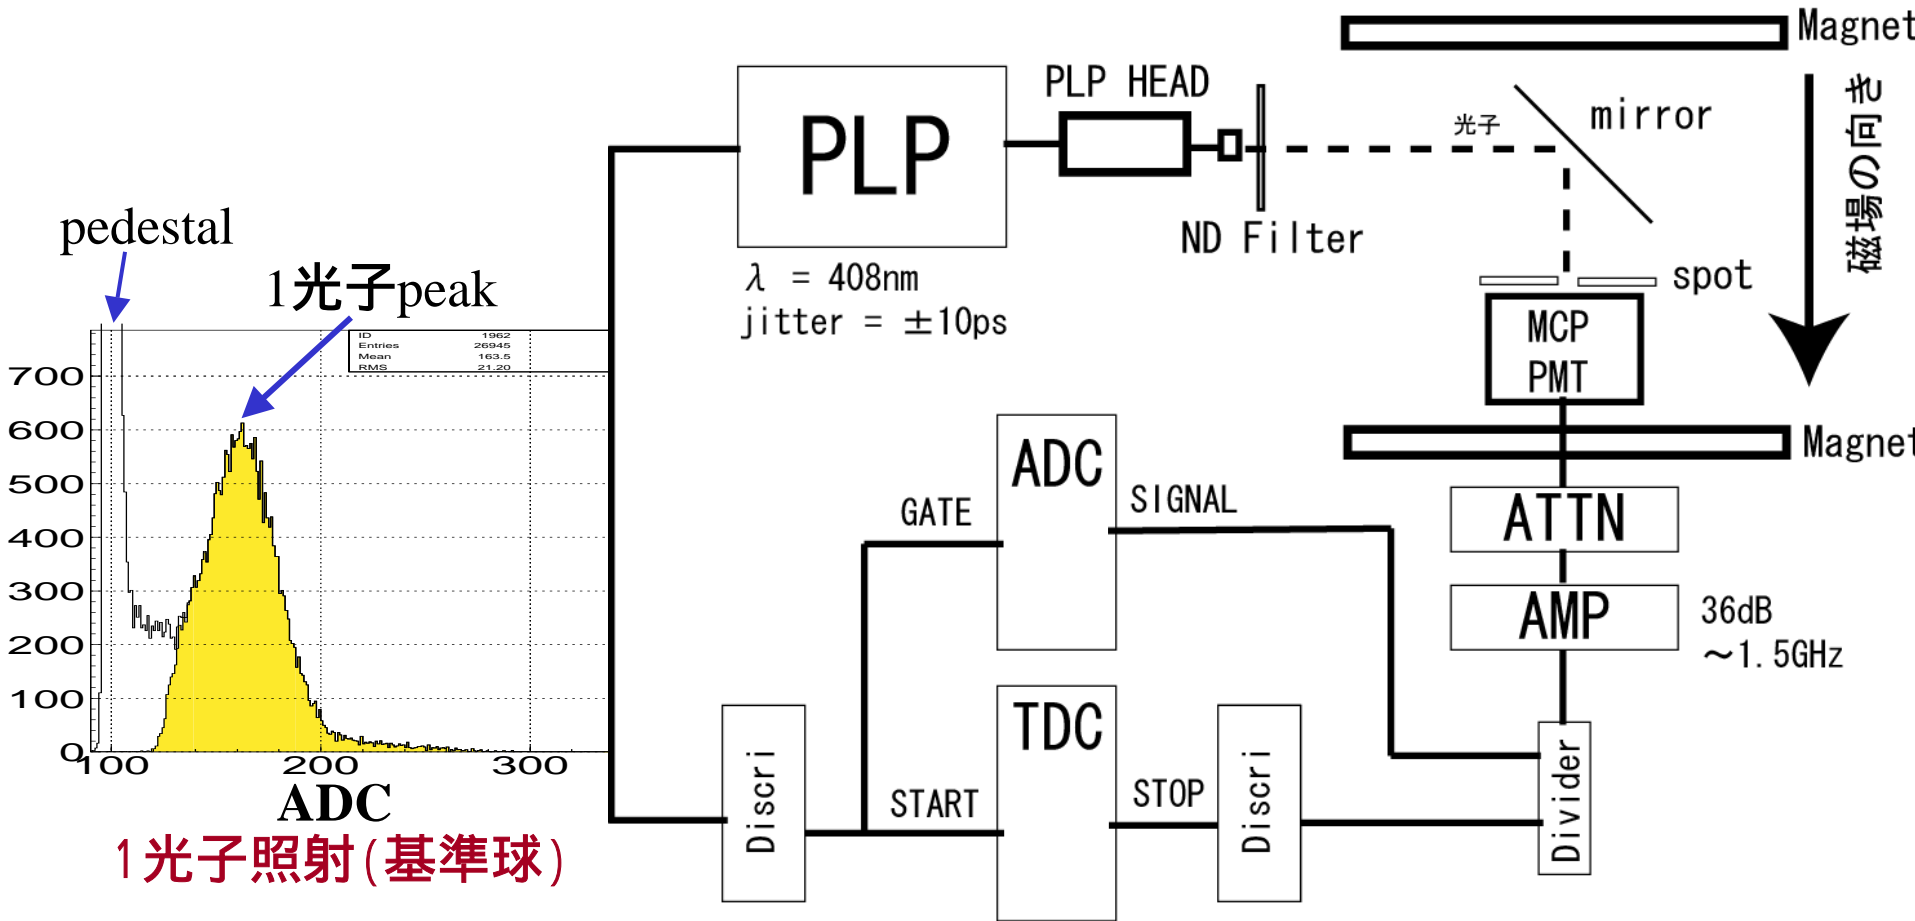 pedestal
1光子peak
ID 1962
Entries 26945
Mean 163.5
RMS 21.20
700
600
500
400
300
200
100
0
100 200 300
ADC
1光子照射(基準球)
PLP
λ = 408nm
jitter = ±10ps
PLP HEAD
ND Filter
光子
mirror
Magnet
磁場の向き
spot
MCP
PMT
Magnet
ATTN
AMP
36dB
～1.5GHz
Divider
ADC
GATE
SIGNAL
TDC
START
STOP
Discri
Discri